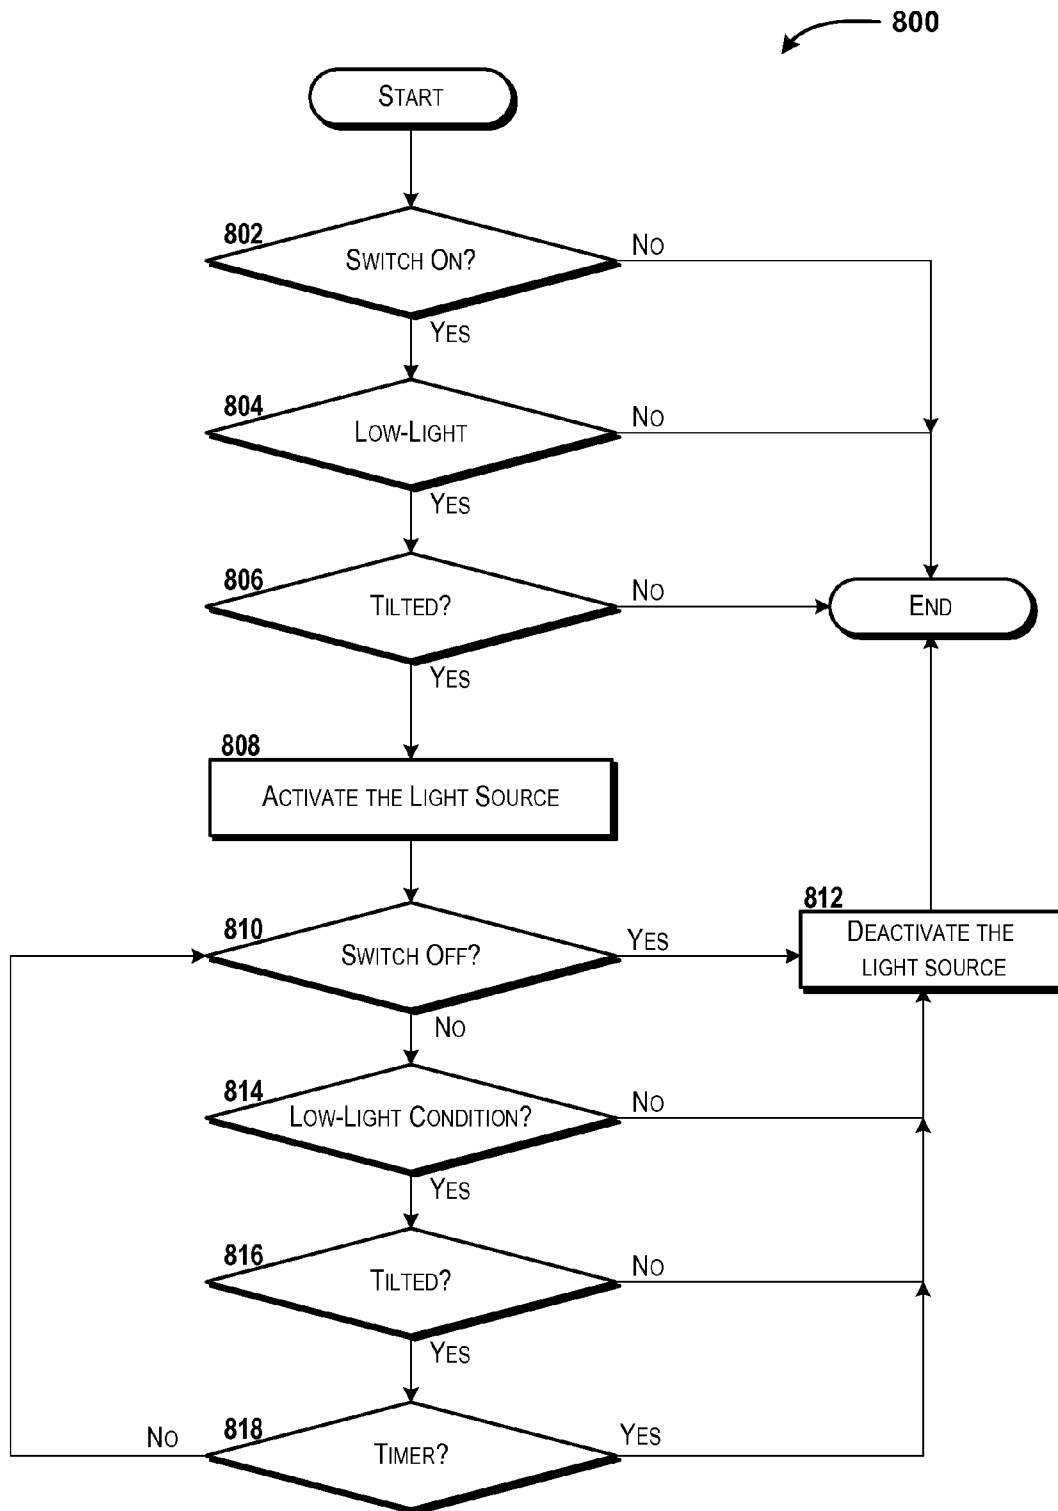 800
START
802
SWITCH ON?
NO
YES
804
LOW-LIGHT
NO
YES
806
TILTED?
NO
END
YES
808
ACTIVATE THE LIGHT SOURCE
810
SWITCH OFF?
YES
812
DEACTIVATE THE
LIGHT SOURCE
NO
814
LOW-LIGHT CONDITION?
NO
YES
816
TILTED?
NO
YES
NO
818
TIMER?
YES